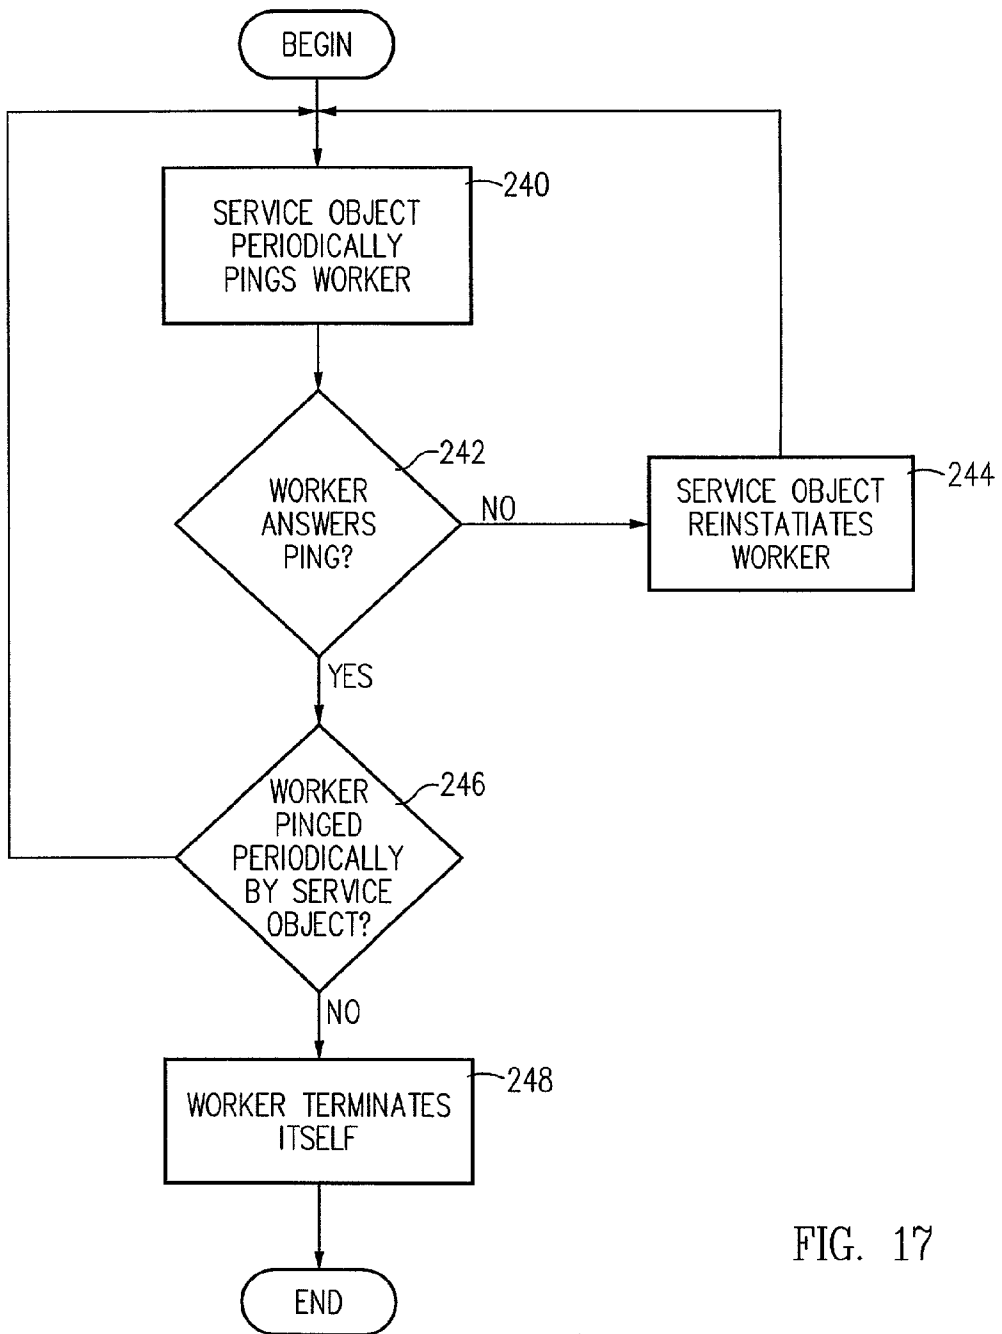 BEGIN
240
SERVICE OBJECT
PERIODICALLY
PINGS WORKER
242
WORKER
ANSWERS
PING?
NO
244
SERVICE OBJECT
REINSTATIATES
WORKER
YES
246
WORKER
PINGED
PERIODICALLY
BY SERVICE
OBJECT?
NO
248
WORKER TERMINATES
ITSELF
END
FIG. 17